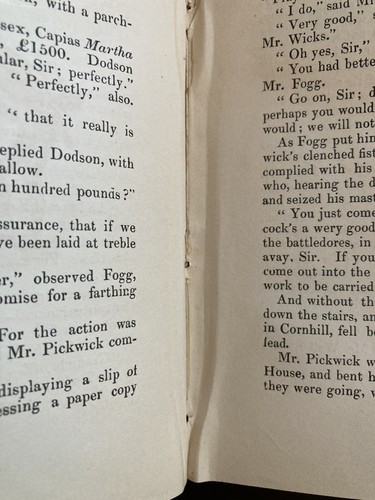 with a parch-
sex, Capias Martha
£1500. Dodson
ular, Sir; perfectly."
"Perfectly," also.
"that it really is
eplied Dodson, with
allow.
n hundred pounds?"
ssurance, that if we
ve been laid at treble
er," observed Fogg,
omise for a farthing
For the action was
Mr. Pickwick com-
displaying a slip of
essing a paper copy
"I do," said M
"Very good,"
Mr. Wicks."
"Oh yes, Sir,"
"You had bette
Mr. Fogg.
"Go on, Sir; d
perhaps you would
would; we will not
As Fogg put him
wick's clenched fist
complied with his
who, hearing the d
and seized his mast
"You just come
cock's a wery good
the battledores, in
avay. Sir. If you
come out into the
work to be carried
And without th
down the stairs, an
in Cornhill, fell b
lead.
Mr. Pickwick w
House, and bent h
they were going, w